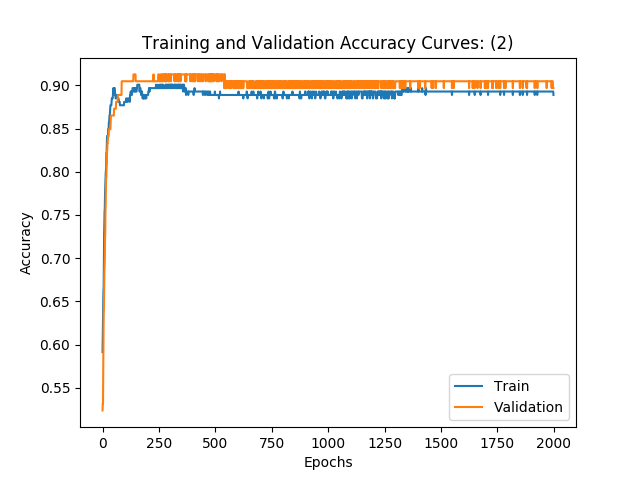 Training and Validation Accuracy Curves: (2)
Accuracy
0.90
0.85
0.80
0.75
0.70
0.65
0.60
0.55
Train
Validation
0 250 500 750 1000 1250 1500 1750 2000
Epochs